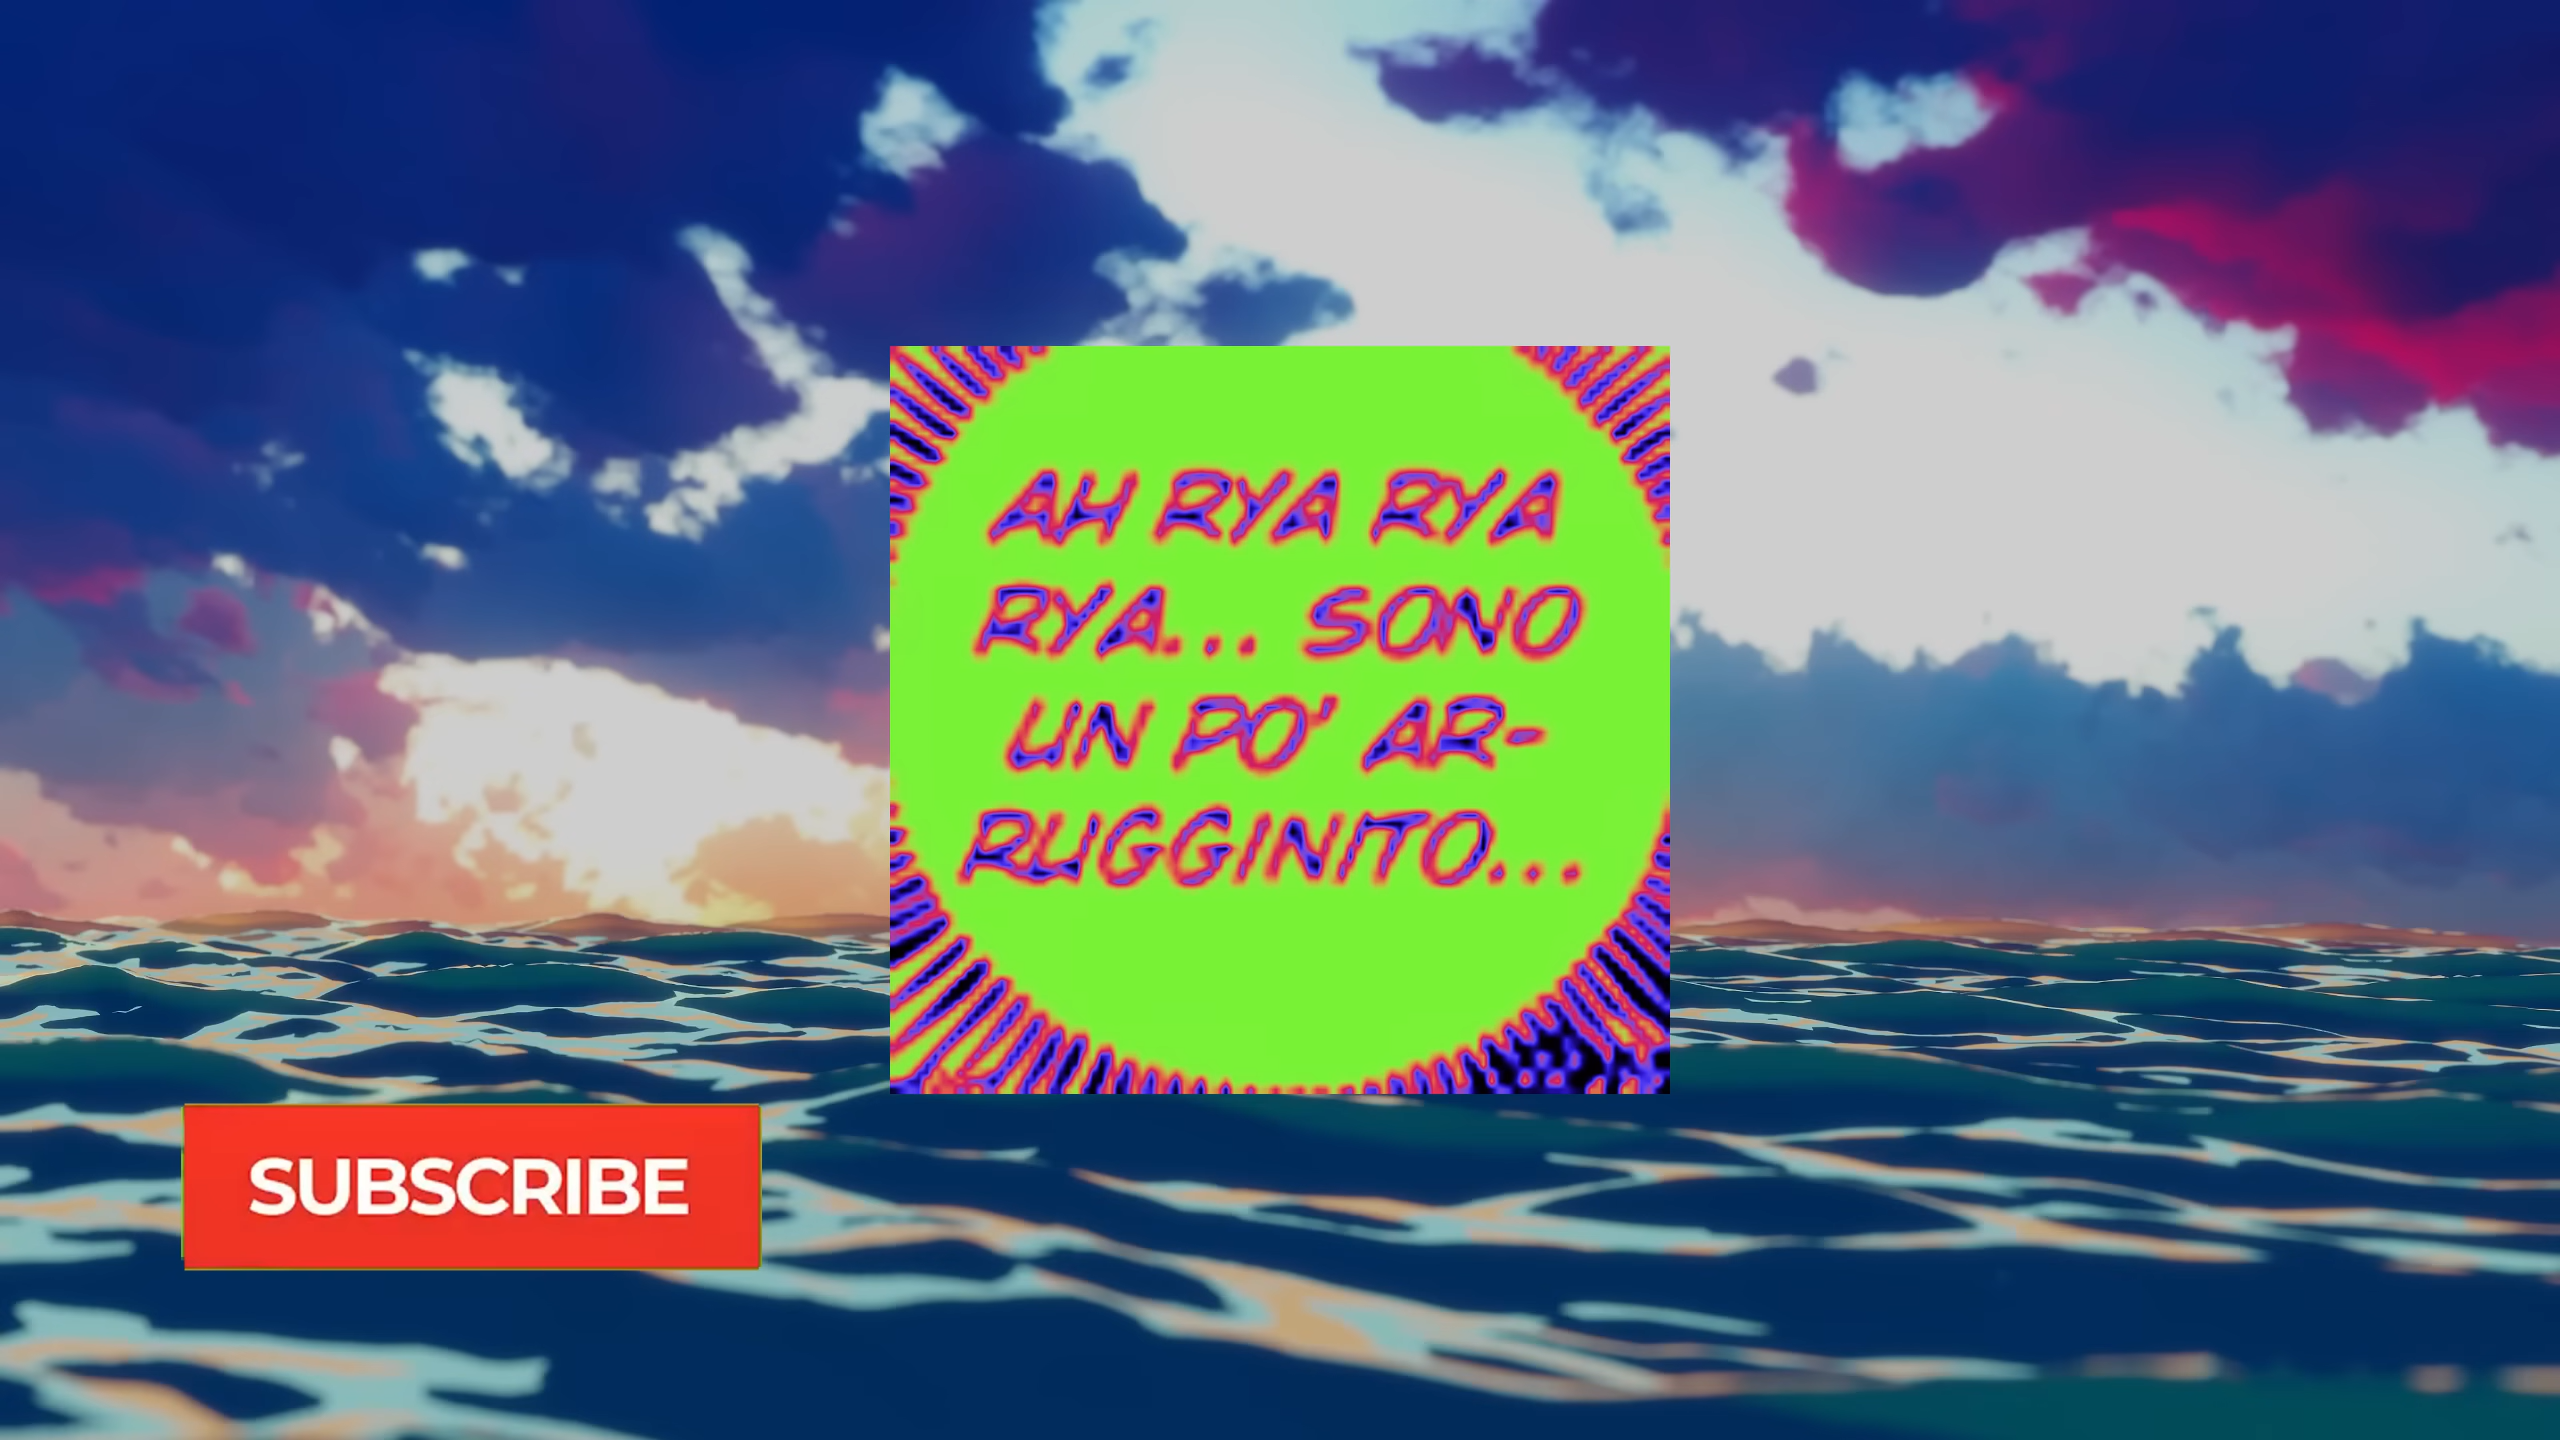 AH RYA RYA
RYA... SONO
UN PO' AR-
RUGGINITO...
SUBSCRIBE